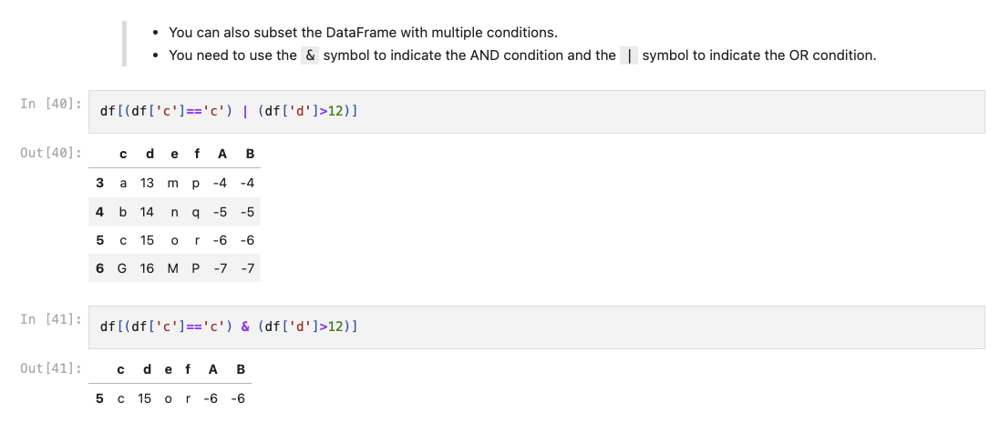 • You can also subset the DataFrame with multiple conditions.
• You need to use the & symbol to indicate the AND condition and the | symbol to indicate the OR condition.
In [40]: df[(df['c']=='c') | (df['d']>12)]
Out[40]: c d e f A B
3 a 13 m p -4 -4
4 b 14 n q -5 -5
5 c 15 o r -6 -6
6 G 16 M P -7 -7
In [41]: df[(df['c']=='c') & (df['d']>12)]
Out[41]: c d e f A B
5 c 15 o r -6 -6